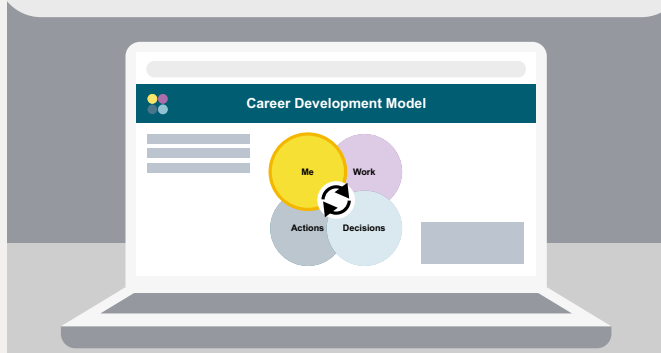 Career Development Model
Me
Work
Actions
Decisions